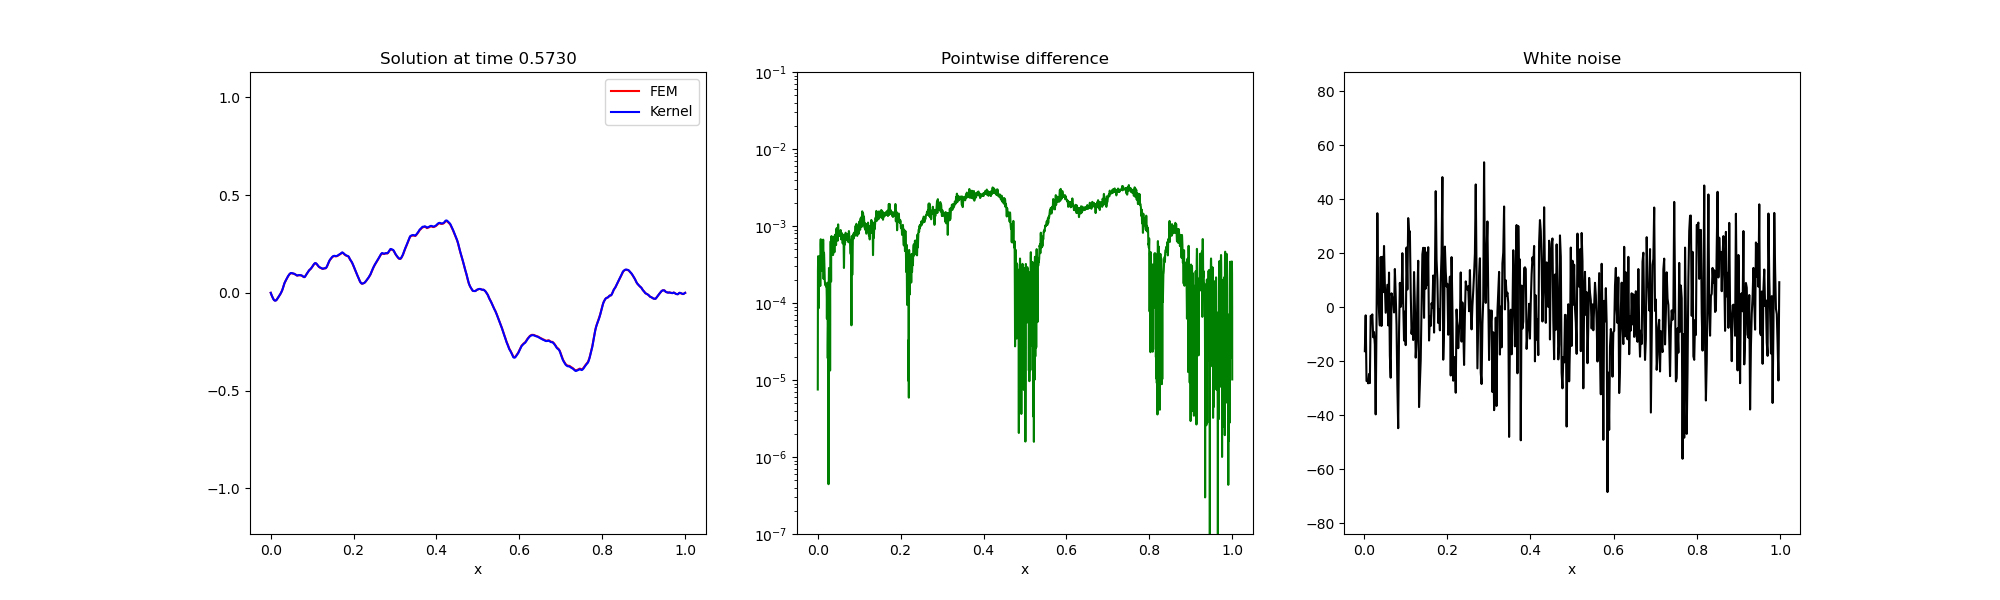 Solution at time 0.5730
1.0
0.5
0.0
−0.5
−1.0
0.0 0.2 0.4 0.6 0.8 1.0
x
FEM
Kernel
Pointwise difference
10⁻¹
10⁻²
10⁻³
10⁻⁴
10⁻⁵
10⁻⁶
10⁻⁷
0.0 0.2 0.4 0.6 0.8 1.0
x
White noise
80
60
40
20
0
−20
−40
−60
−80
0.0 0.2 0.4 0.6 0.8 1.0
x